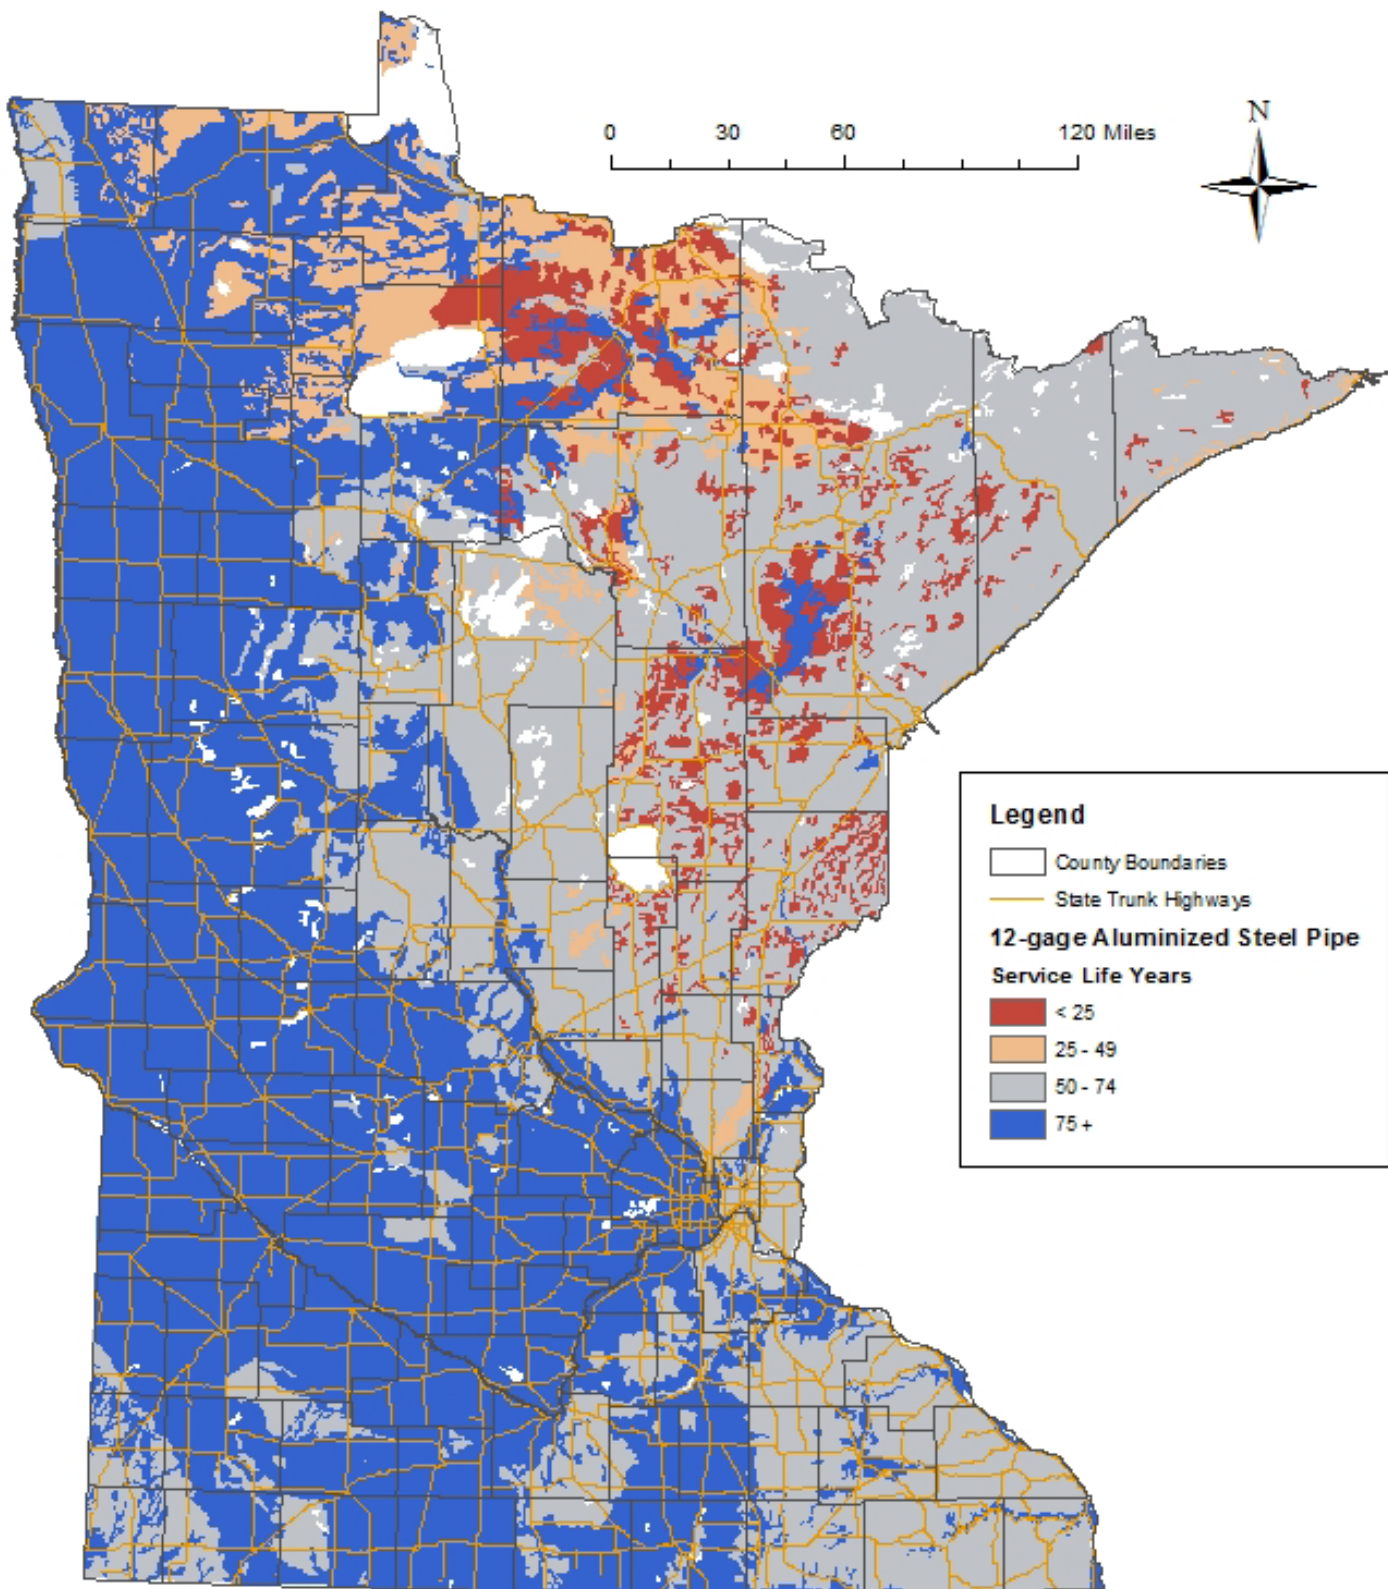 N
0 30 60 120 Miles
Legend
County Boundaries
State Trunk Highways
12-gage Aluminized Steel Pipe
Service Life Years
< 25
25 - 49
50 - 74
75 +